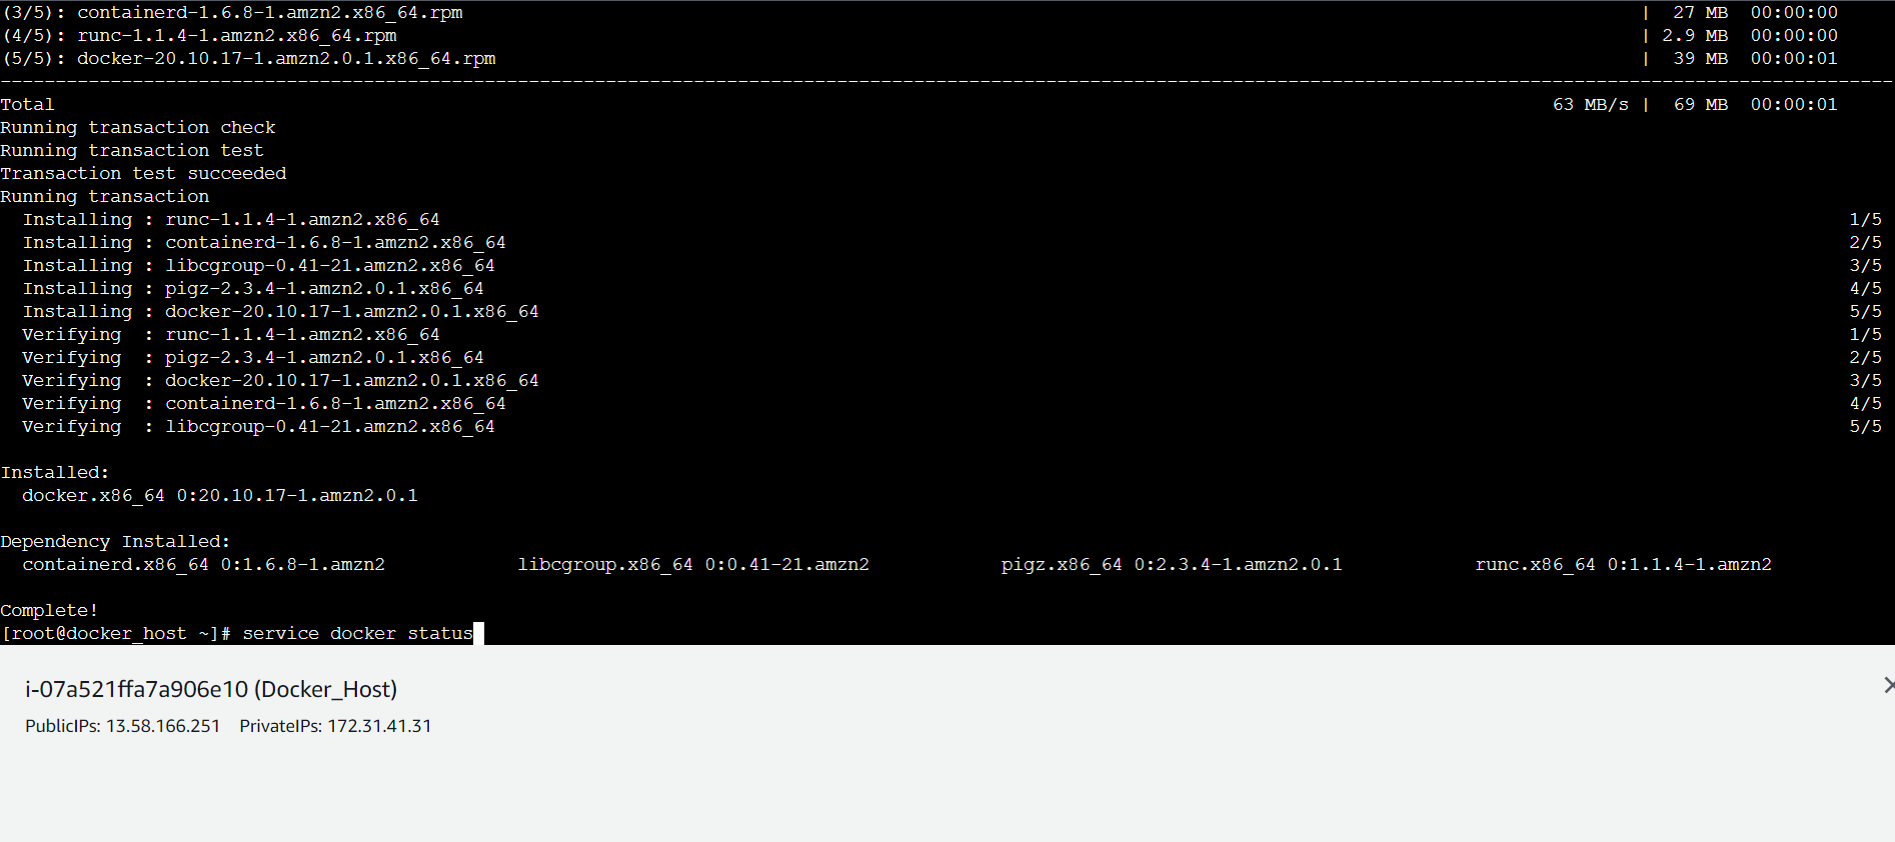 (3/5): containerd-1.6.8-1.amzn2.x86_64.rpm | 27 MB 00:00:00
(4/5): runc-1.1.4-1.amzn2.x86_64.rpm | 2.9 MB 00:00:00
(5/5): docker-20.10.17-1.amzn2.0.1.x86_64.rpm | 39 MB 00:00:01
--------------------------------------------------------------------------------
Total 63 MB/s | 69 MB 00:00:01
Running transaction check
Running transaction test
Transaction test succeeded
Running transaction
Installing : runc-1.1.4-1.amzn2.x86_64 1/5
Installing : containerd-1.6.8-1.amzn2.x86_64 2/5
Installing : libcgroup-0.41-21.amzn2.x86_64 3/5
Installing : pigz-2.3.4-1.amzn2.0.1.x86_64 4/5
Installing : docker-20.10.17-1.amzn2.0.1.x86_64 5/5
Verifying : runc-1.1.4-1.amzn2.x86_64 1/5
Verifying : pigz-2.3.4-1.amzn2.0.1.x86_64 2/5
Verifying : docker-20.10.17-1.amzn2.0.1.x86_64 3/5
Verifying : containerd-1.6.8-1.amzn2.x86_64 4/5
Verifying : libcgroup-0.41-21.amzn2.x86_64 5/5
Installed:
docker.x86_64 0:20.10.17-1.amzn2.0.1
Dependency Installed:
containerd.x86_64 0:1.6.8-1.amzn2 libcgroup.x86_64 0:0.41-21.amzn2 pigz.x86_64 0:2.3.4-1.amzn2.0.1 runc.x86_64 0:1.1.4-1.amzn2
Complete!
[root@docker_host ~]# service docker status
i-07a521ffa7a906e10 (Docker_Host)
PublicIPs: 13.58.166.251 PrivateIPs: 172.31.41.31